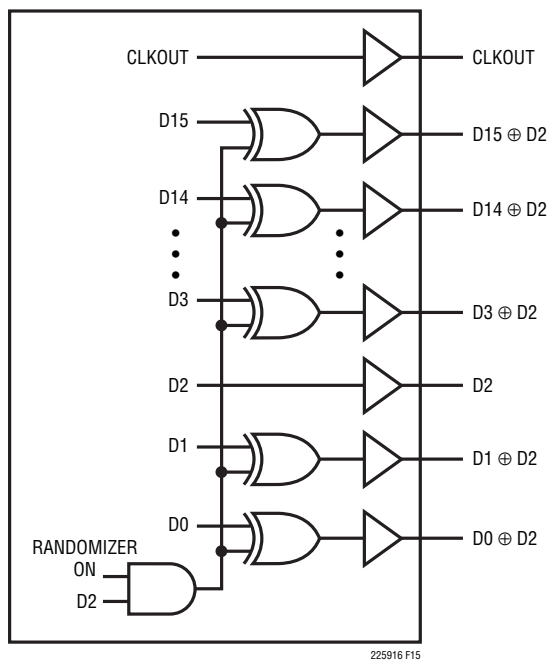 CLKOUT CLKOUT
D15 D15 ⊕ D2
D14 D14 ⊕ D2
D3 D3 ⊕ D2
D2 D2
D1 D1 ⊕ D2
D0 D0 ⊕ D2
RANDOMIZER
ON
D2
225916 F15